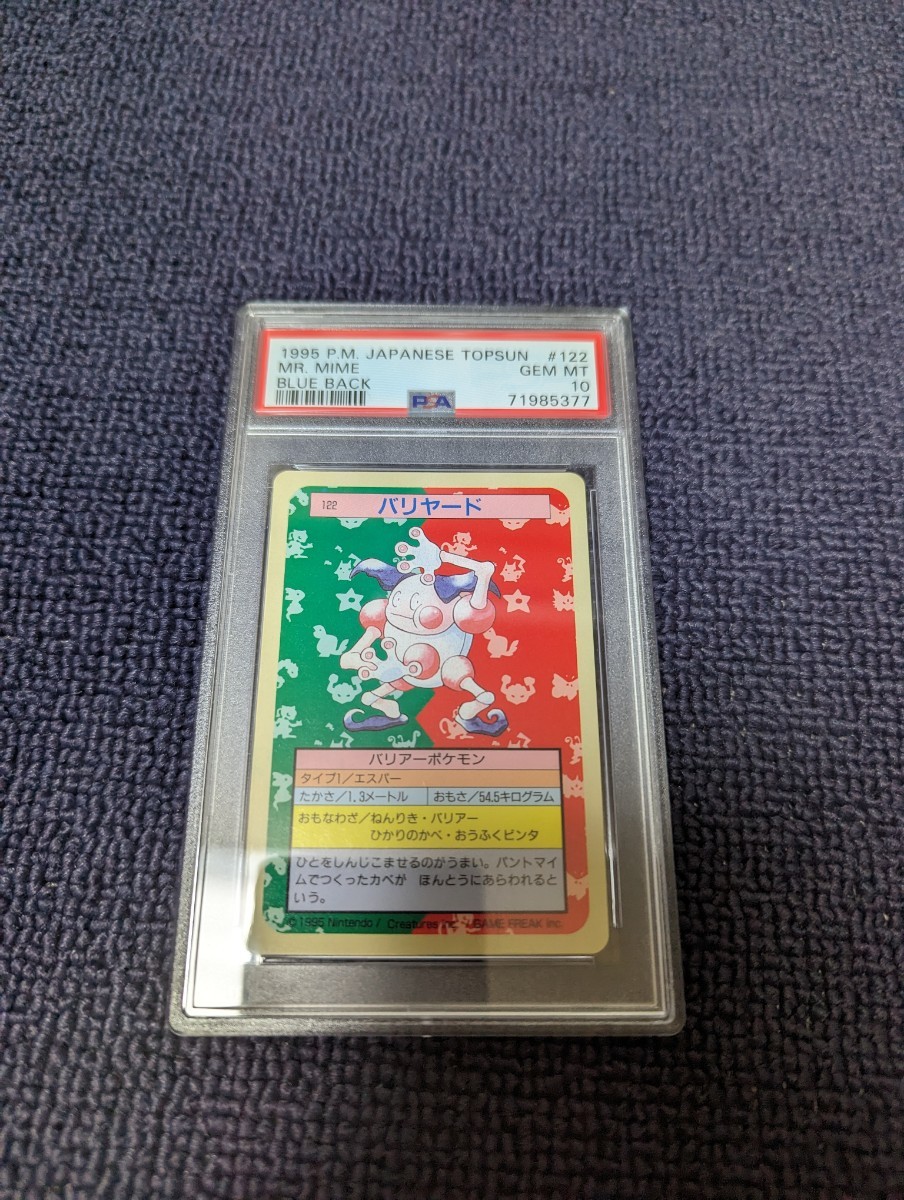 1995 P.M. JAPANESE TOPSUN #122
MR. MIME GEM MT
BLUE BACK 10
PSA 71985377
122 バリヤード
バリアーポケモン
タイプ1/エスパー
たかさ/1.3メートル おもさ/54.5キログラム
おもなわざ/ねんりき・バリアー
ひかりのかべ・おうふくビンタ
ひとをしんじこませるのがうまい。パントマイ
ムでつくったカベが ほんとうにあらわれると
いう。
©1995 Nintendo / Creatures inc. / GAME FREAK inc.